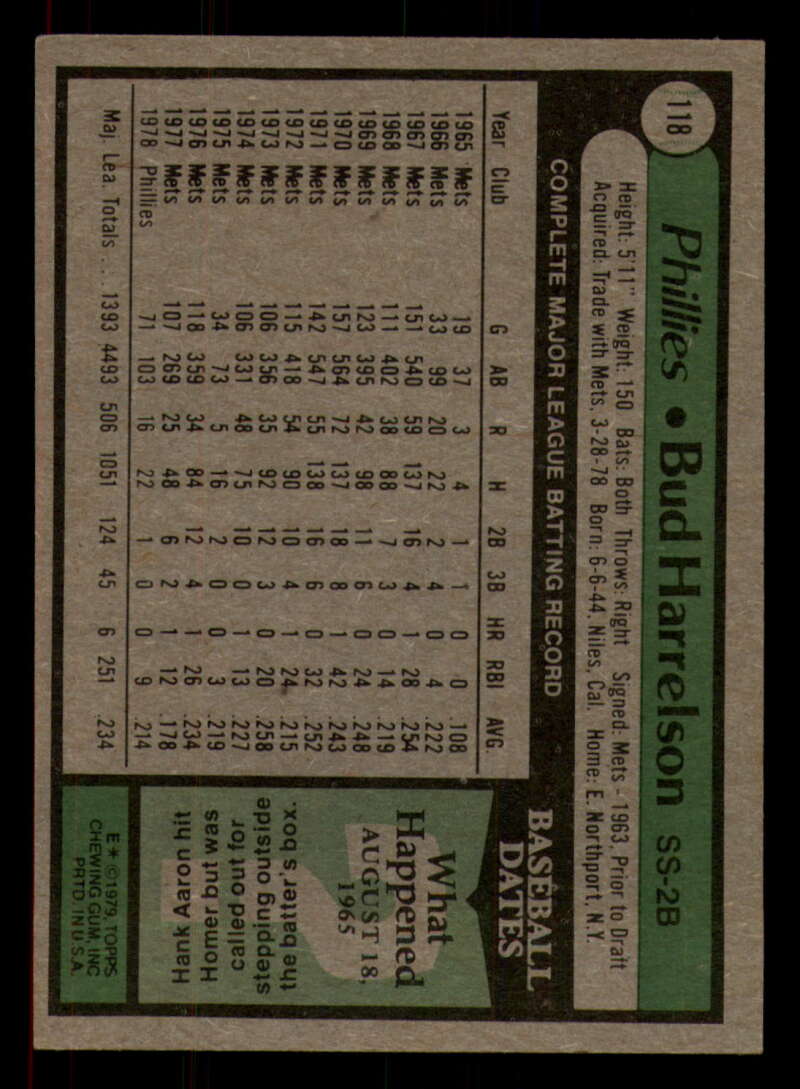 118
Phillies • Bud Harrelson SS-2B
Height: 5'11" Weight: 150 Bats: Both Throws: Right Signed: Mets - 1963, Prior to Draft
Acquired: Trade with Mets, 3-28-78 Born: 6-6-44, Niles, Cal. Home: E. Northport, N.Y.
COMPLETE MAJOR LEAGUE BATTING RECORD
Year Club G AB R H 2B 3B HR RBI AVG.
1965 Mets 19 37 3 4 1 1 0 0 .108
1966 Mets 33 99 20 22 2 4 0 4 .222
1967 Mets 151 540 59 137 16 4 1 28 .254
1968 Mets 111 402 38 88 7 3 0 14 .219
1969 Mets 123 395 42 98 11 6 0 24 .248
1970 Mets 157 564 72 137 18 8 1 42 .243
1971 Mets 142 547 55 138 16 6 0 32 .252
1972 Mets 115 418 54 90 10 4 1 24 .215
1973 Mets 106 356 35 92 12 3 0 20 .258
1974 Mets 106 331 48 75 10 0 1 13 .227
1975 Mets 34 73 5 16 2 0 0 3 .219
1976 Mets 118 359 34 84 12 4 1 26 .234
1977 Mets 107 269 25 48 6 2 1 12 .178
1978 Phillies 71 103 16 22 1 0 0 9 .214
Maj. Lea. Totals . . . 1393 4493 506 1051 124 45 6 251 .234
BASEBALL
DATES
What
Happened
AUGUST 18,
1965
Hank Aaron hit
Homer but was
called out for
stepping outside
the batter's box.
E * © 1979, TOPPS
CHEWING GUM, INC
PRTD. IN U.S.A.